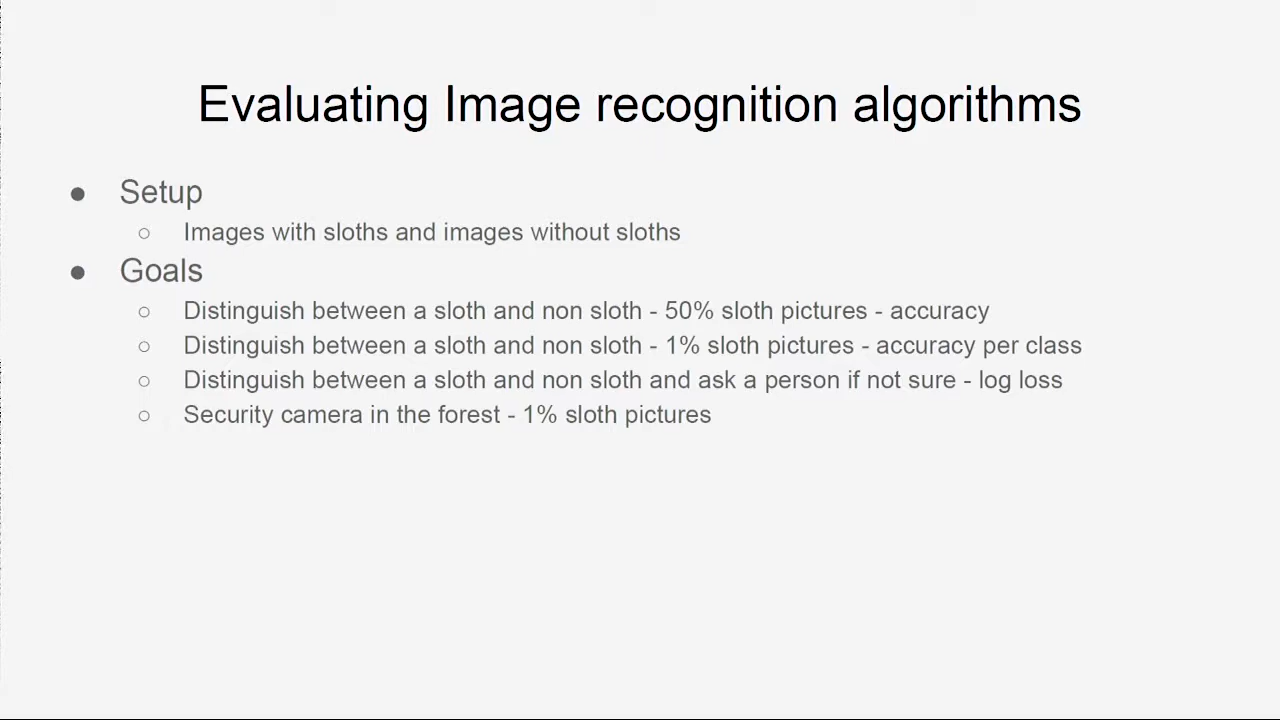 Evaluating Image recognition algorithms
● Setup
○ Images with sloths and images without sloths
● Goals
○ Distinguish between a sloth and non sloth - 50% sloth pictures - accuracy
○ Distinguish between a sloth and non sloth - 1% sloth pictures - accuracy per class
○ Distinguish between a sloth and non sloth and ask a person if not sure - log loss
○ Security camera in the forest - 1% sloth pictures